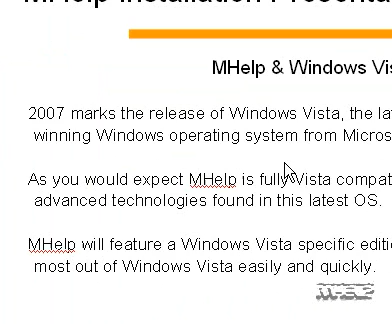 MHelp Installation Presenta
MHelp & Windows Vis
2007 marks the release of Windows Vista, the la
winning Windows operating system from Micros
As you would expect MHelp is fully Vista compat
advanced technologies found in this latest OS.
MHelp will feature a Windows Vista specific editi
most out of Windows Vista easily and quickly.
MHelp